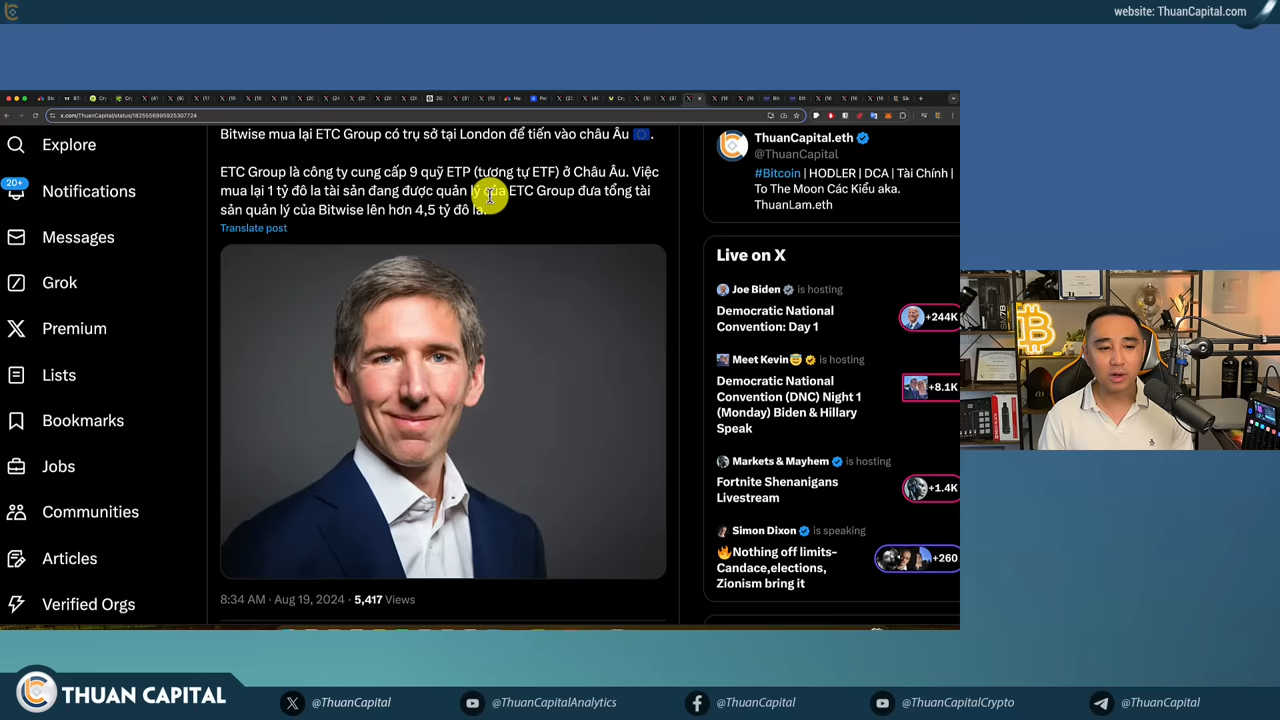 website: ThuanCapital.com
x.com/ThuanCapital/status/1825556995925307724
Explore
20+
Notifications
Messages
Grok
Premium
Lists
Bookmarks
Jobs
Communities
Articles
Verified Orgs
Bitwise mua lại ETC Group có trụ sở tại London để tiến vào châu Âu 🇪🇺.
ETC Group là công ty cung cấp 9 quỹ ETP (tương tự ETF) ở Châu Âu. Việc
mua lại 1 tỷ đô la tài sản đang được quản lý của ETC Group đưa tổng tài
sản quản lý của Bitwise lên hơn 4,5 tỷ đô la.
Translate post
8:34 AM · Aug 19, 2024 · 5,417 Views
ThuanCapital.eth
@ThuanCapital
#Bitcoin | HODLER | DCA | Tài Chính |
To The Moon Các Kiểu aka.
ThuanLam.eth
Live on X
Joe Biden is hosting
Democratic National
Convention: Day 1
+244K
Meet Kevin😇 is hosting
Democratic National
Convention (DNC) Night 1
(Monday) Biden & Hillary
Speak
+8.1K
Markets & Mayhem is hosting
Fortnite Shenanigans
Livestream
+1.4K
Simon Dixon is speaking
🔥Nothing off limits-
Candace,elections,
Zionism bring it
+260
SM7B
THUAN CAPITAL
@ThuanCapital
@ThuanCapitalAnalytics
@ThuanCapital
@ThuanCapitalCrypto
@ThuanCapital